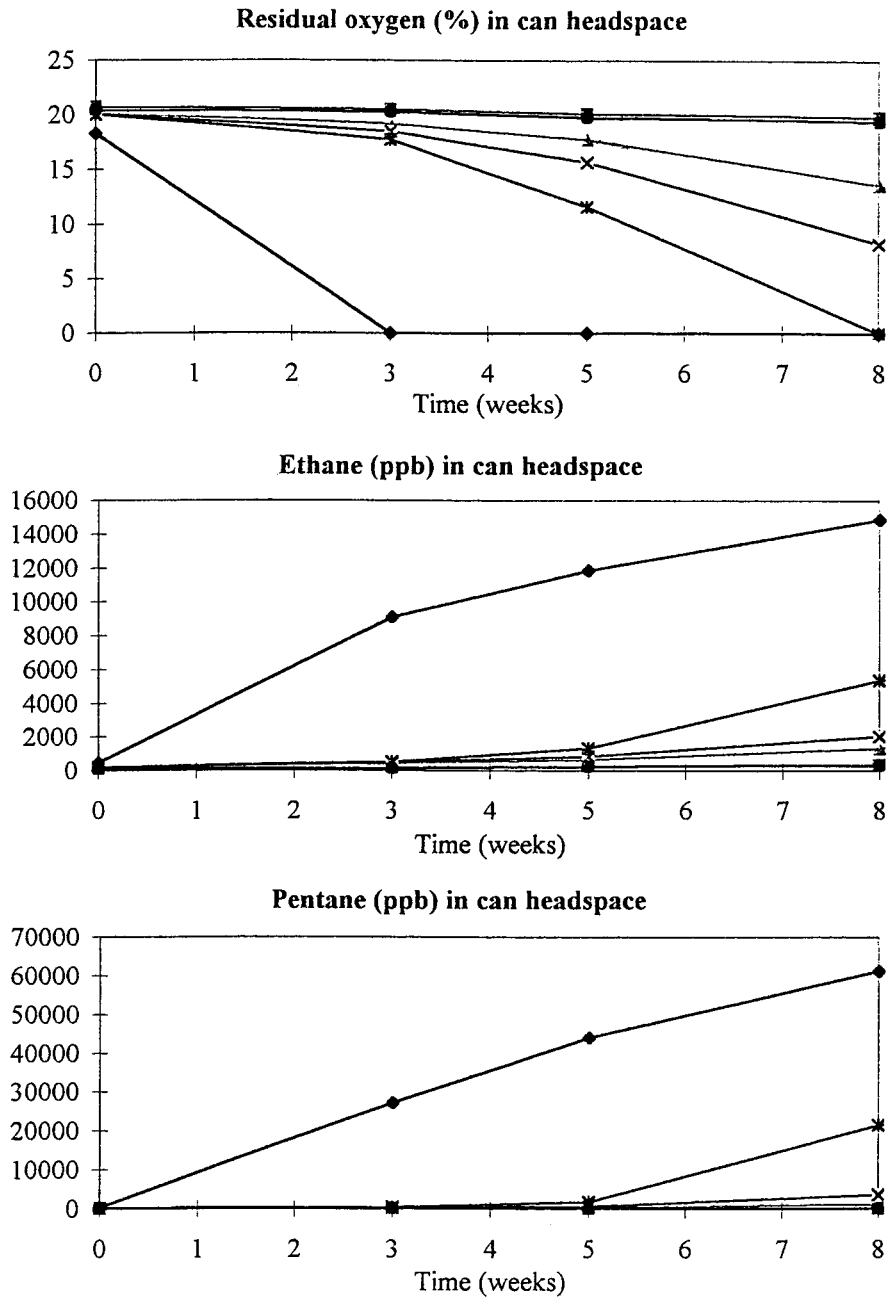 Residual oxygen (%) in can headspace
25
20
15
10
5
0
0 1 2 3 4 5 6 7 8
Time (weeks)
Ethane (ppb) in can headspace
16000
14000
12000
10000
8000
6000
4000
2000
0
0 1 2 3 4 5 6 7 8
Time (weeks)
Pentane (ppb) in can headspace
70000
60000
50000
40000
30000
20000
10000
0
0 1 2 3 4 5 6 7 8
Time (weeks)